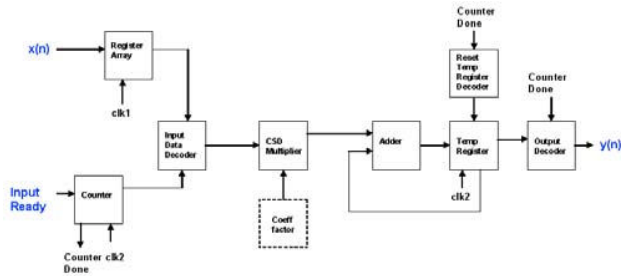 x(n)
Register
Array
clk1
Input
Data
Decoder
Input
Ready
Counter
Counter
Done
clk2
CSD
Multiplier
Coeff
factor
Adder
Counter
Done
Reset
Temp
Register
Decoder
Temp
Register
clk2
Counter
Done
Output
Decoder
y(n)